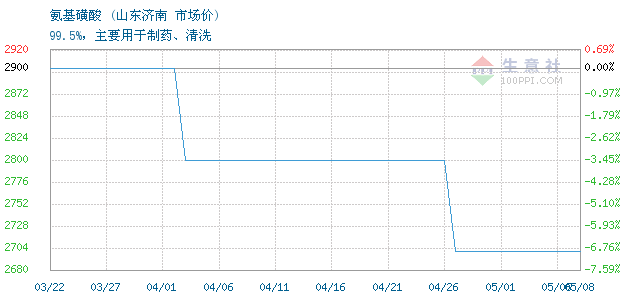 氨基磺酸 (山东济南 市场价)
99.5%，主要用于制药、清洗
2920 0.69%
2900 0.00%
生意社
100PPI.COM
2872 -0.97%
2848 -1.79%
2824 -2.62%
2800 -3.45%
2776 -4.28%
2752 -5.10%
2728 -5.93%
2704 -6.76%
2680 -7.59%
03/22 03/27 04/01 04/06 04/11 04/16 04/21 04/26 05/01 05/06 05/08